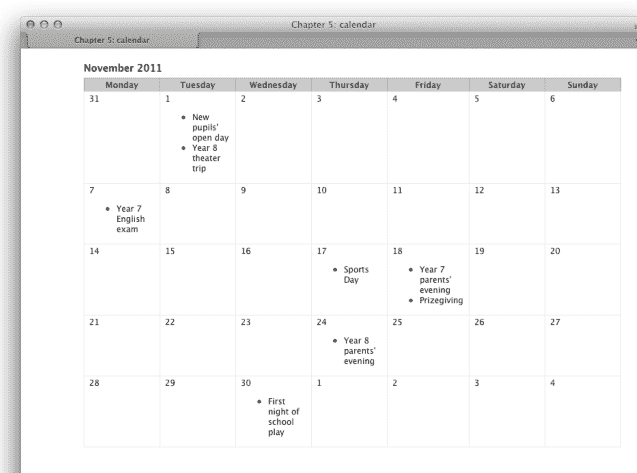 Chapter 5: calendar
Chapter 5: calendar
November 2011
Monday Tuesday Wednesday Thursday Friday Saturday Sunday
31 1 2 3 4 5 6
New
pupils'
open day
Year 8
theater
trip
7 8 9 10 11 12 13
Year 7
English
exam
14 15 16 17 18 19 20
Sports
Day
Year 7
parents'
evening
Prizegiving
21 22 23 24 25 26 27
Year 8
parents'
evening
28 29 30 1 2 3 4
First
night of
school
play